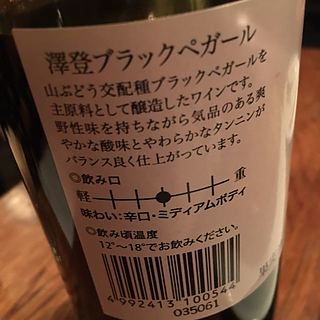 澤登ブラックペガール
山ぶどう交配種ブラックペガールを
主原料として醸造したワインです。
野性味を持ちながら気品のある爽
やかな酸味とやわらかなタンニンが
バランス良く仕上がっています。
◎飲み口
軽 重
味わい:辛口・ミディアムボディ
◎飲み頃温度
12°〜18°でお飲みください。
4 992413 100544
035061